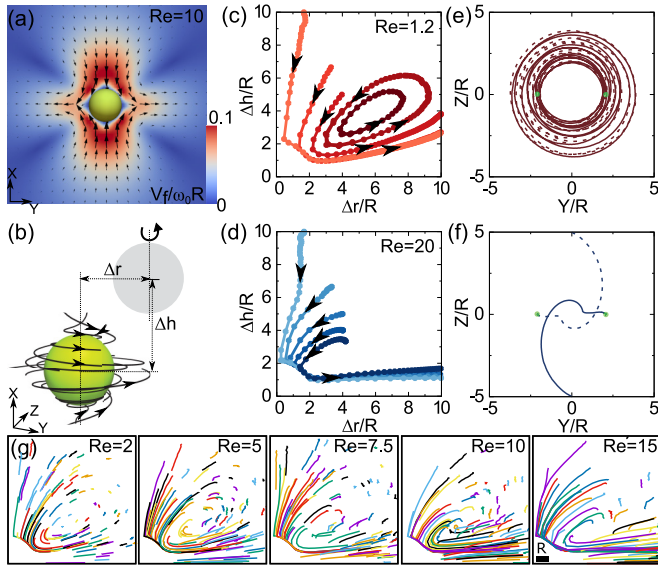 (a)
Re=10
X
Y
0.1
0
V_f/ω_0R
(b)
Δr
Δh
X
Z
Y
(c)
Re=1.2
Δh/R
10
8
6
4
2
0
0 2 4 6 8 10
Δr/R
(d)
Re=20
Δh/R
10
8
6
4
2
0
0 2 4 6 8 10
Δr/R
(e)
Z/R
5
0
-5
-5 0 5
Y/R
(f)
Z/R
5
0
-5
-5 0 5
Y/R
(g)
Re=2
Re=5
Re=7.5
Re=10
Re=15
R